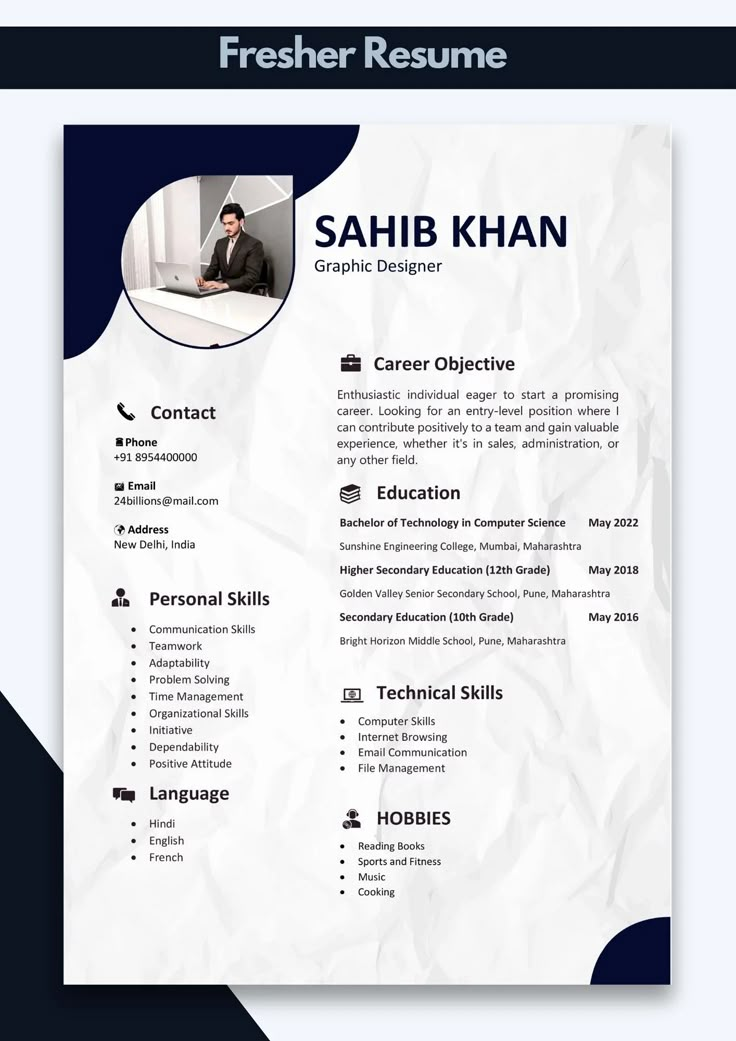 Fresher Resume
SAHIB KHAN
Graphic Designer
Contact
Phone
+91 8954400000
Email
24billions@mail.com
Address
New Delhi, India
Personal Skills
• Communication Skills
• Teamwork
• Adaptability
• Problem Solving
• Time Management
• Organizational Skills
• Initiative
• Dependability
• Positive Attitude
Language
• Hindi
• English
• French
Career Objective
Enthusiastic individual eager to start a promising
career. Looking for an entry-level position where I
can contribute positively to a team and gain valuable
experience, whether it's in sales, administration, or
any other field.
Education
Bachelor of Technology in Computer Science May 2022
Sunshine Engineering College, Mumbai, Maharashtra
Higher Secondary Education (12th Grade) May 2018
Golden Valley Senior Secondary School, Pune, Maharashtra
Secondary Education (10th Grade) May 2016
Bright Horizon Middle School, Pune, Maharashtra
Technical Skills
• Computer Skills
• Internet Browsing
• Email Communication
• File Management
HOBBIES
• Reading Books
• Sports and Fitness
• Music
• Cooking